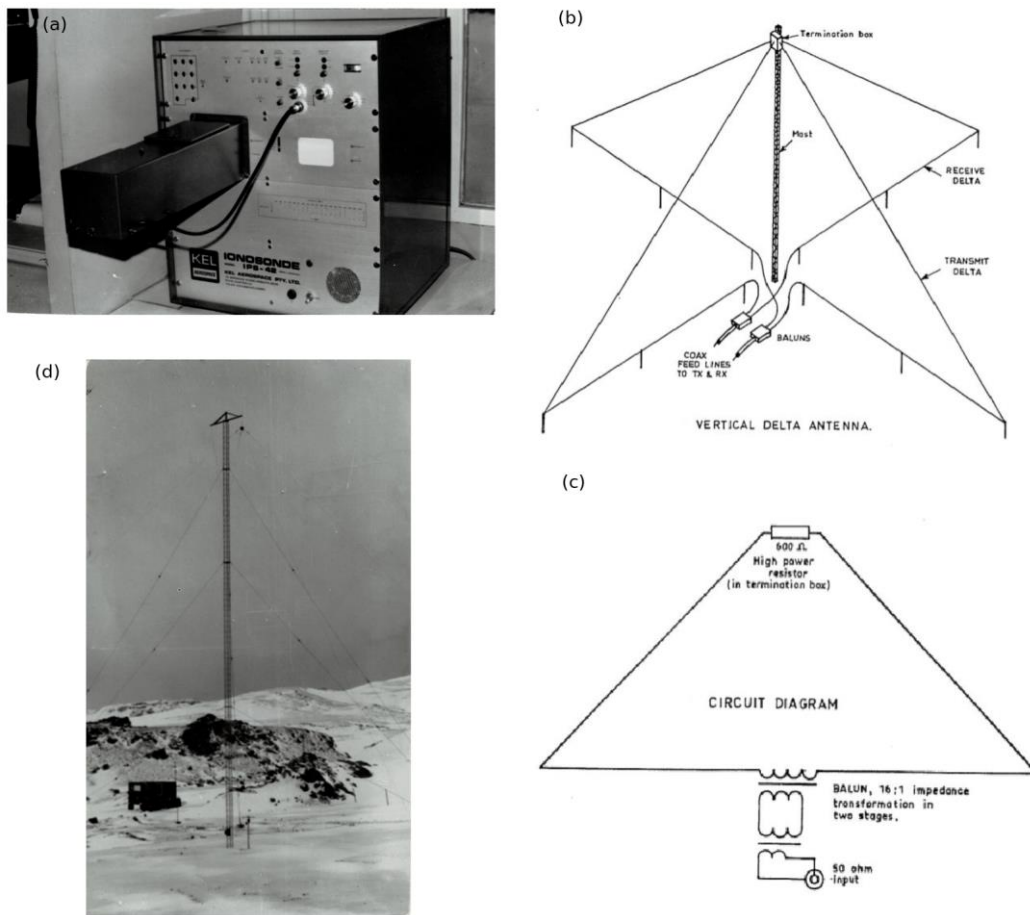 (a)
KEL
AEROSPACE
IONOSONDE
IPS-42
KEL AEROSPACE PTY. LTD.
(b)
Termination box
Mast
RECEIVE
DELTA
TRANSMIT
DELTA
BALUNS
COAX
FEED LINES
TO TX & RX
VERTICAL DELTA ANTENNA.
(d)
(c)
600 Ω
High power
resistor
(in termination box)
CIRCUIT DIAGRAM
BALUN, 16:1 impedance
transformation in
two stages.
50 ohm
input